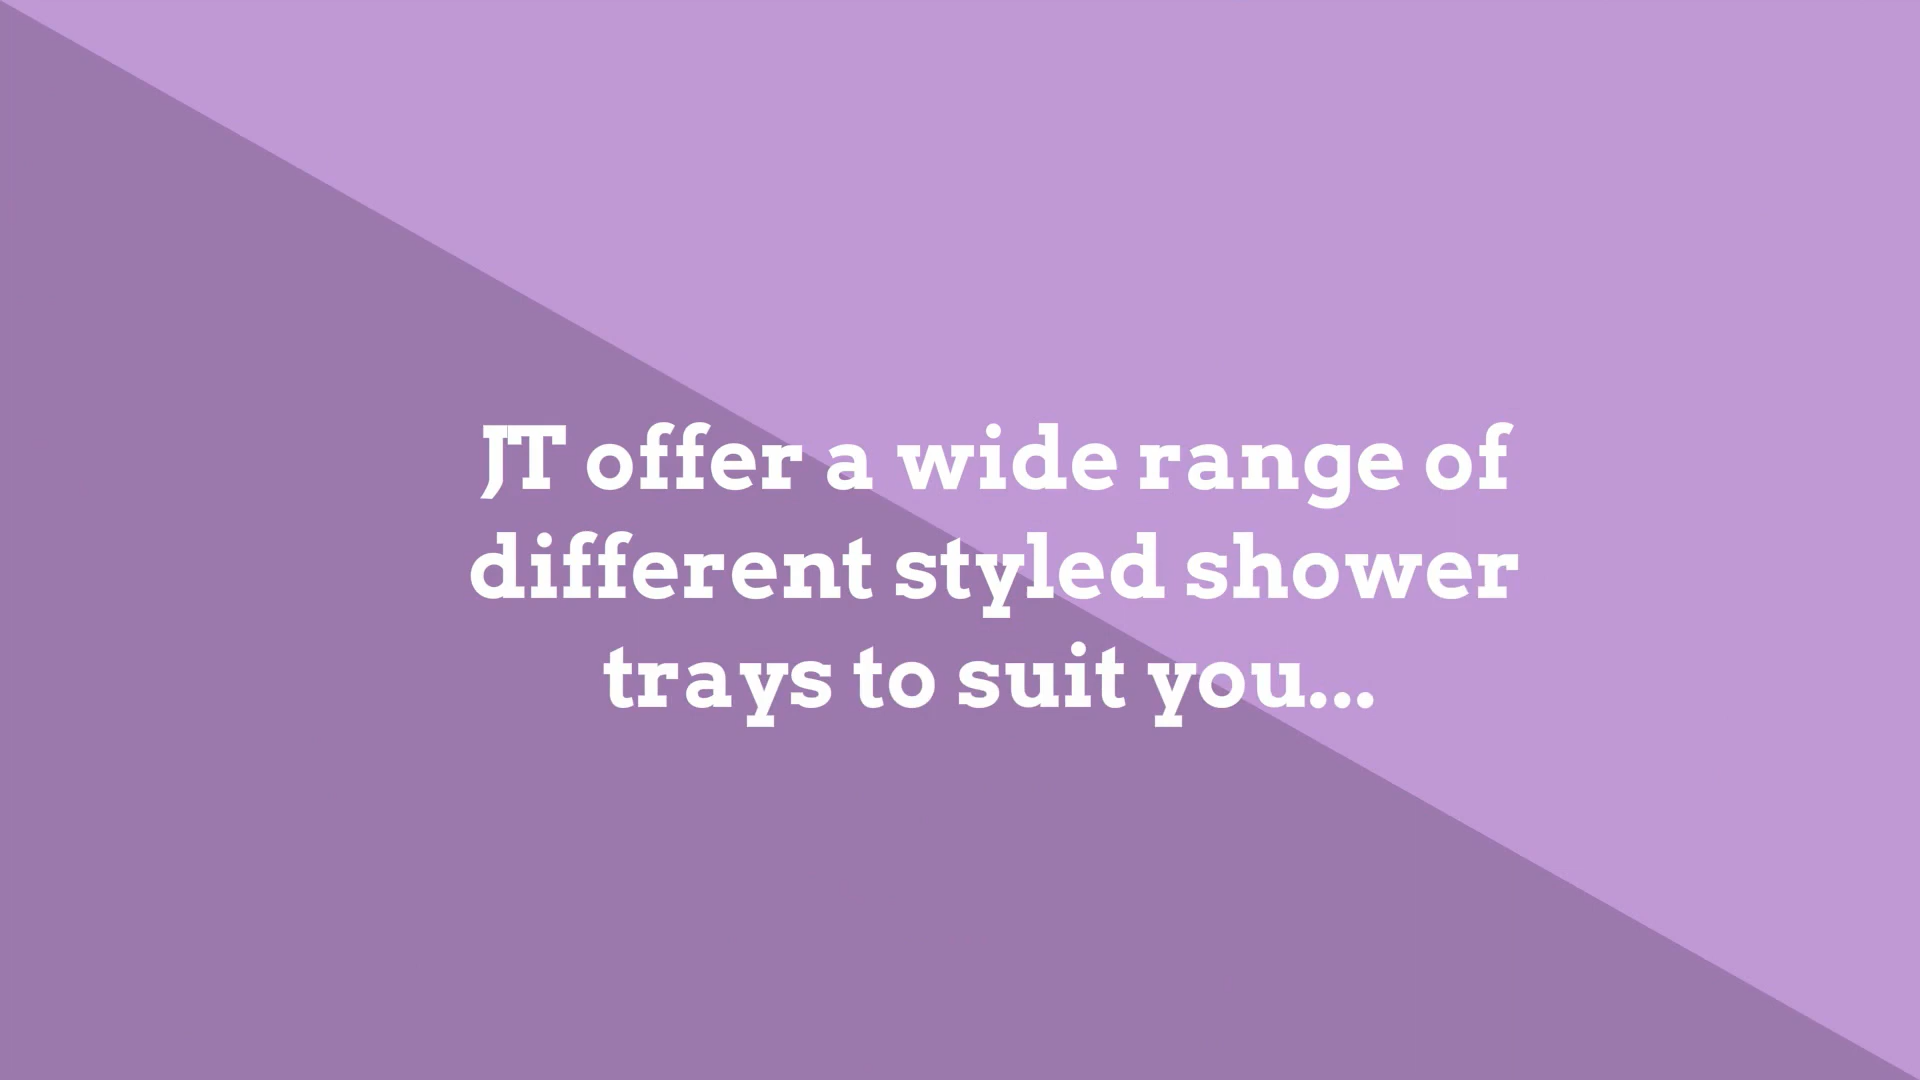 JT offer a wide range of
different styled shower
trays to suit you...